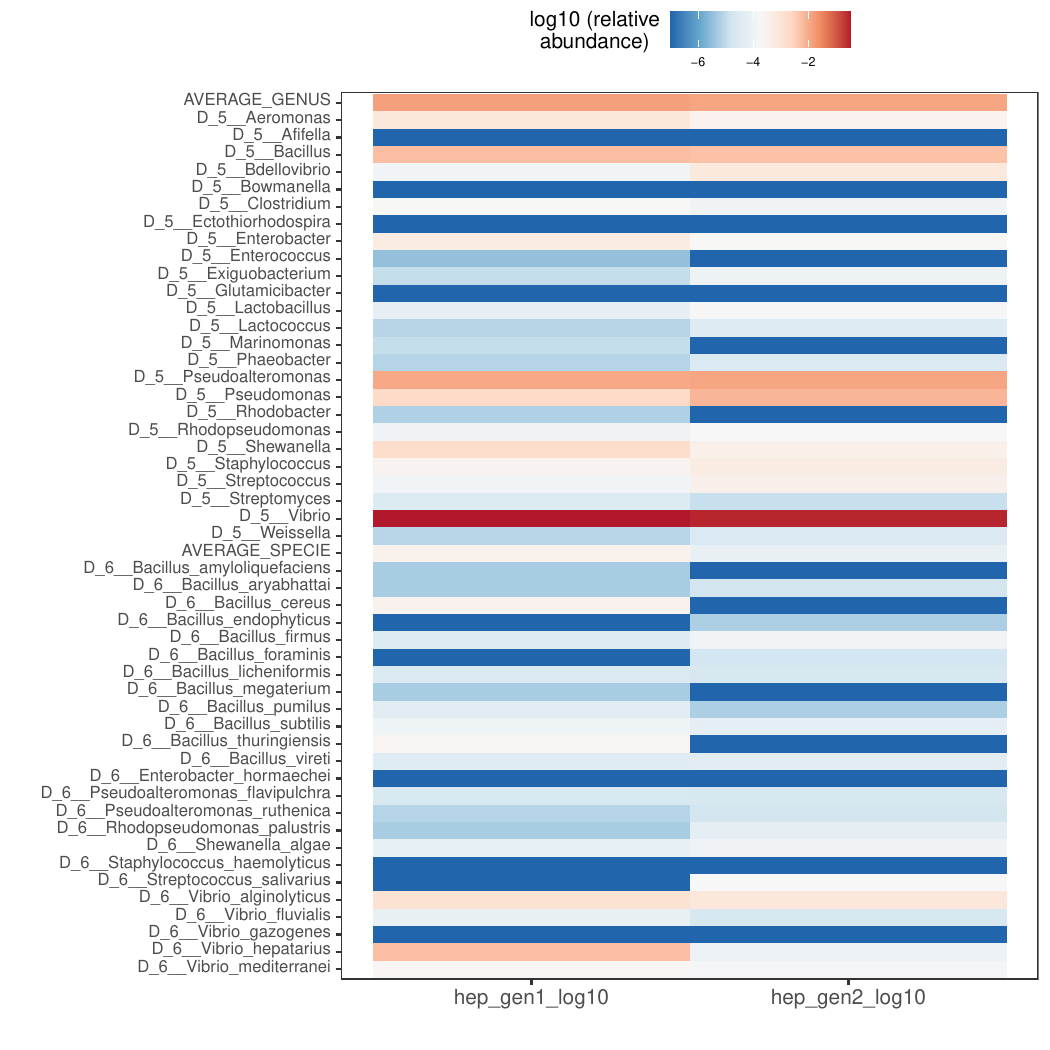 log10 (relative
abundance)
−6 −4 −2
AVERAGE_GENUS
D_5__Aeromonas
D_5__Afifella
D_5__Bacillus
D_5__Bdellovibrio
D_5__Bowmanella
D_5__Clostridium
D_5__Ectothiorhodospira
D_5__Enterobacter
D_5__Enterococcus
D_5__Exiguobacterium
D_5__Glutamicibacter
D_5__Lactobacillus
D_5__Lactococcus
D_5__Marinomonas
D_5__Phaeobacter
D_5__Pseudoalteromonas
D_5__Pseudomonas
D_5__Rhodobacter
D_5__Rhodopseudomonas
D_5__Shewanella
D_5__Staphylococcus
D_5__Streptococcus
D_5__Streptomyces
D_5__Vibrio
D_5__Weissella
AVERAGE_SPECIE
D_6__Bacillus_amyloliquefaciens
D_6__Bacillus_aryabhattai
D_6__Bacillus_cereus
D_6__Bacillus_endophyticus
D_6__Bacillus_firmus
D_6__Bacillus_foraminis
D_6__Bacillus_licheniformis
D_6__Bacillus_megaterium
D_6__Bacillus_pumilus
D_6__Bacillus_subtilis
D_6__Bacillus_thuringiensis
D_6__Bacillus_vireti
D_6__Enterobacter_hormaechei
D_6__Pseudoalteromonas_flavipulchra
D_6__Pseudoalteromonas_ruthenica
D_6__Rhodopseudomonas_palustris
D_6__Shewanella_algae
D_6__Staphylococcus_haemolyticus
D_6__Streptococcus_salivarius
D_6__Vibrio_alginolyticus
D_6__Vibrio_fluvialis
D_6__Vibrio_gazogenes
D_6__Vibrio_hepatarius
D_6__Vibrio_mediterranei
hep_gen1_log10 hep_gen2_log10